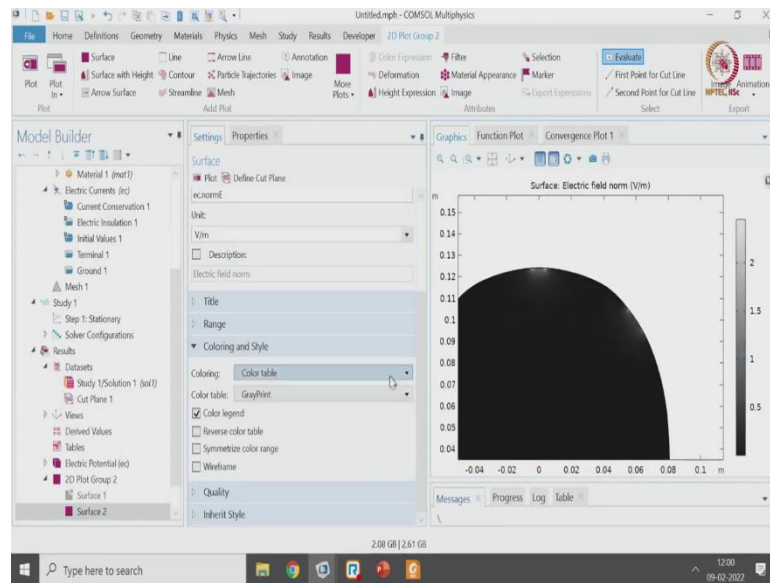 Untitled.mph - COMSOL Multiphysics
File Home Definitions Geometry Materials Physics Mesh Study Results Developer 2D Plot Group 2
Plot
Plot In
Plot
Surface
Surface with Height
Arrow Surface
Line
Contour
Streamline
Arrow Line
Particle Trajectories
Mesh
Annotation
Image
More Plots
Add Plot
Color Expression
Deformation
Height Expression
Filter
Material Appearance
Image
Selection
Marker
Export Expressions
Attributes
Evaluate
First Point for Cut Line
Second Point for Cut Line
Select
Image
Animation
NPTEL, IISc
Export
Model Builder
Material 1 (mat1)
Electric Currents (ec)
Current Conservation 1
Electric Insulation 1
Initial Values 1
Terminal 1
Ground 1
Mesh 1
Study 1
Step 1: Stationary
Solver Configurations
Results
Datasets
Study 1/Solution 1 (sol1)
Cut Plane 1
Views
Derived Values
Tables
Electric Potential (ec)
2D Plot Group 2
Surface 1
Surface 2
Settings Properties
Surface
Plot Define Cut Plane
ec.normE
Unit:
V/m
Description:
Electric field norm
Title
Range
Coloring and Style
Coloring: Color table
Color table: GrayPrint
Color legend
Reverse color table
Symmetrize color range
Wireframe
Quality
Inherit Style
Graphics Function Plot Convergence Plot 1
Surface: Electric field norm (V/m)
m
0.15
0.14
0.13
0.12
0.11
0.1
0.09
0.08
0.07
0.06
0.05
0.04
-0.04 -0.02 0 0.02 0.04 0.06 0.08 0.1 m
2
1.5
1
0.5
Messages Progress Log Table
2.08 GB | 2.61 GB
Type here to search
12:00
09-02-2022